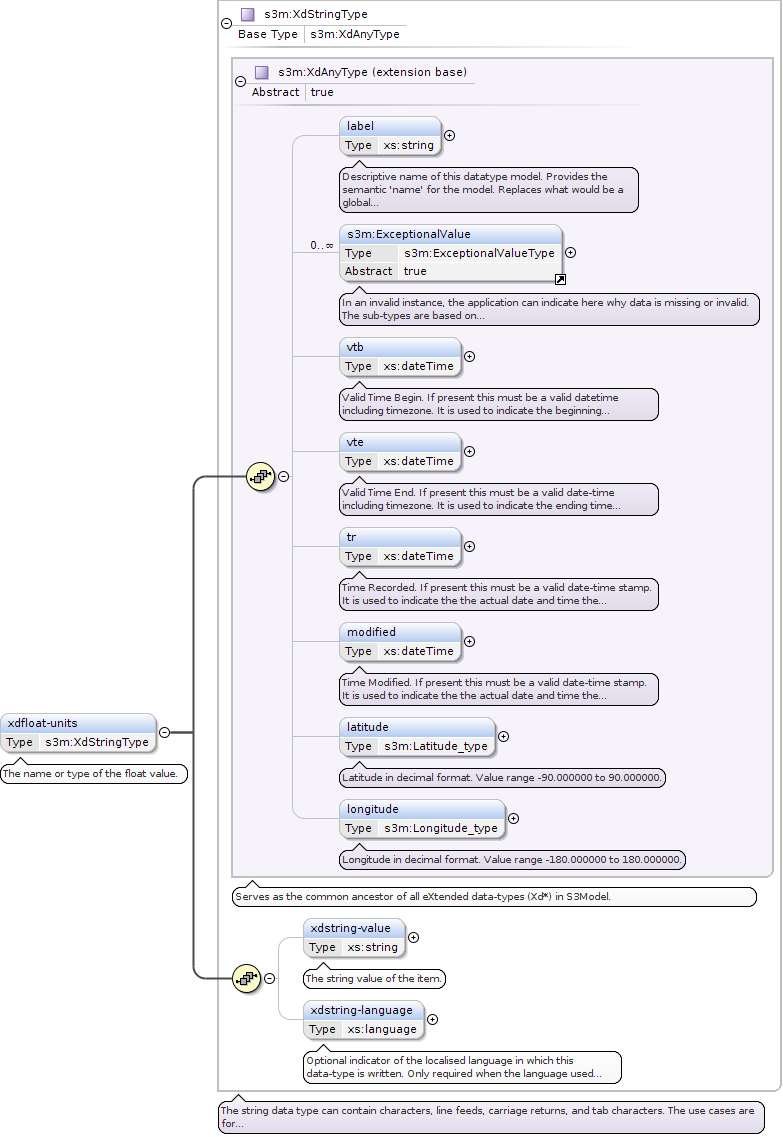 s3m:XdStringType
Base Type s3m:XdAnyType
s3m:XdAnyType (extension base)
Abstract true
label
Type xs:string
Descriptive name of this datatype model. Provides the
semantic 'name' for the model. Replaces what would be a
global...
0..∞
s3m:ExceptionalValue
Type s3m:ExceptionalValueType
Abstract true
In an invalid instance, the application can indicate here why data is missing or invalid.
The sub-types are based on...
vtb
Type xs:dateTime
Valid Time Begin. If present this must be a valid datetime
including timezone. It is used to indicate the beginning...
vte
Type xs:dateTime
Valid Time End. If present this must be a valid date-time
including timezone. It is used to indicate the ending time...
tr
Type xs:dateTime
Time Recorded. If present this must be a valid date-time stamp.
It is used to indicate the the actual date and time the...
modified
Type xs:dateTime
Time Modified. If present this must be a valid date-time stamp.
It is used to indicate the the actual date and time the...
xdfloat-units
Type s3m:XdStringType
The name or type of the float value.
latitude
Type s3m:Latitude_type
Latitude in decimal format. Value range -90.000000 to 90.000000.
longitude
Type s3m:Longitude_type
Longitude in decimal format. Value range -180.000000 to 180.000000.
Serves as the common ancestor of all eXtended data-types (Xd*) in S3Model.
xdstring-value
Type xs:string
The string value of the item.
xdstring-language
Type xs:language
Optional indicator of the localised language in which this
data-type is written. Only required when the language used...
The string data type can contain characters, line feeds, carriage returns, and tab characters. The use cases are
for...